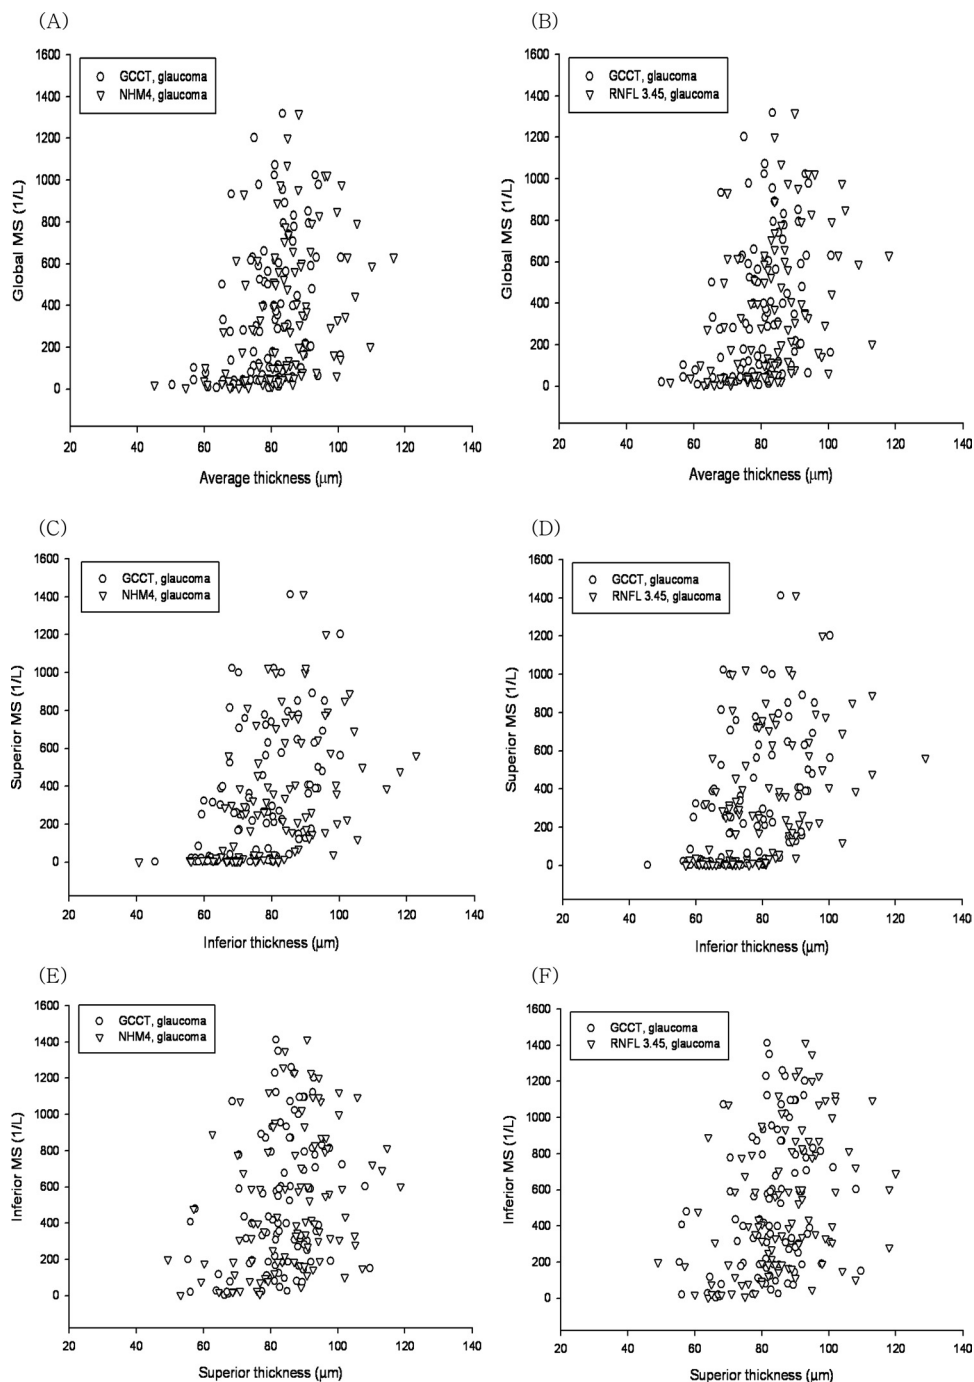 (A)
GCCT, glaucoma
NHM4, glaucoma
Global MS (1/L)
1600
1400
1200
1000
800
600
400
200
0
20 40 60 80 100 120 140
Average thickness (μm)
(B)
GCCT, glaucoma
RNFL 3.45, glaucoma
Global MS (1/L)
1600
1400
1200
1000
800
600
400
200
0
20 40 60 80 100 120 140
Average thickness (μm)
(C)
GCCT, glaucoma
NHM4, glaucoma
Superior MS (1/L)
1600
1400
1200
1000
800
600
400
200
0
20 40 60 80 100 120 140
Inferior thickness (μm)
(D)
GCCT, glaucoma
RNFL 3.45, glaucoma
Superior MS (1/L)
1600
1400
1200
1000
800
600
400
200
0
20 40 60 80 100 120 140
Inferior thickness (μm)
(E)
GCCT, glaucoma
NHM4, glaucoma
Inferior MS (1/L)
1600
1400
1200
1000
800
600
400
200
0
20 40 60 80 100 120 140
Superior thickness (μm)
(F)
GCCT, glaucoma
RNFL 3.45, glaucoma
Inferior MS (1/L)
1600
1400
1200
1000
800
600
400
200
0
20 40 60 80 100 120 140
Superior thickness (μm)